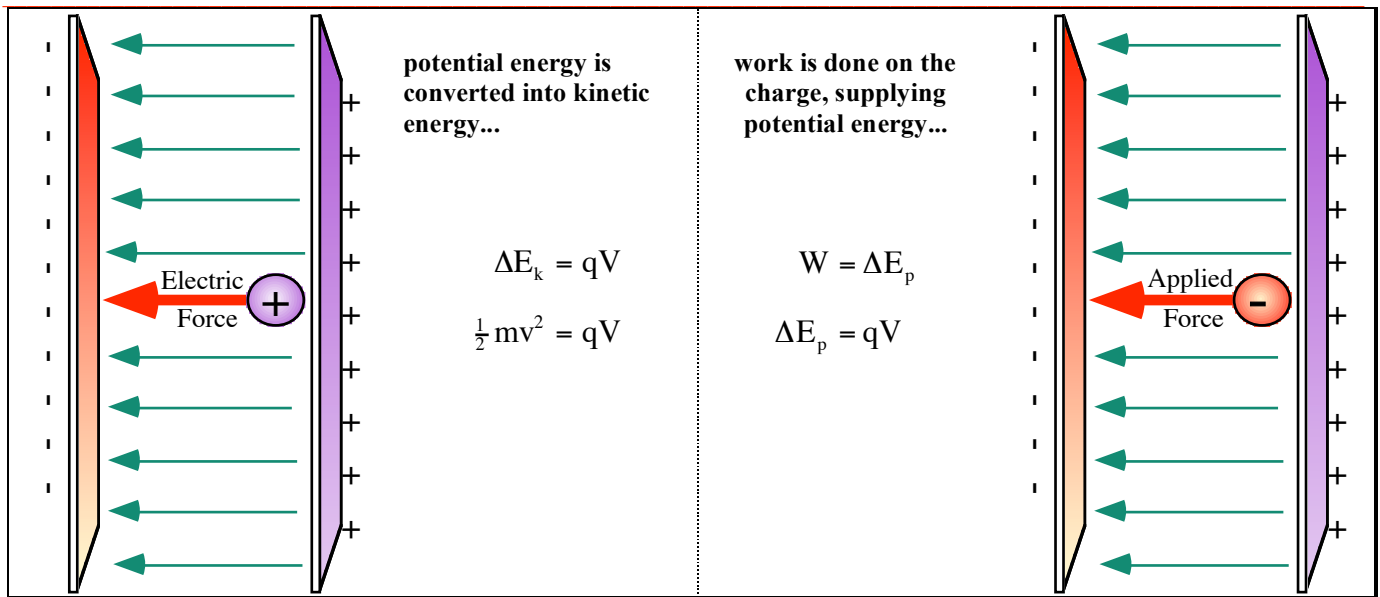 potential energy is
converted into kinetic
energy...
ΔEₖ = qV
½ mv² = qV
Electric
Force
+
-
-
-
-
-
-
-
-
-
-
-
+
+
+
+
+
+
+
+
+
work is done on the
charge, supplying
potential energy...
W = ΔEₚ
ΔEₚ = qV
Applied
Force
-
-
-
-
-
-
-
-
-
-
-
+
+
+
+
+
+
+
+
+